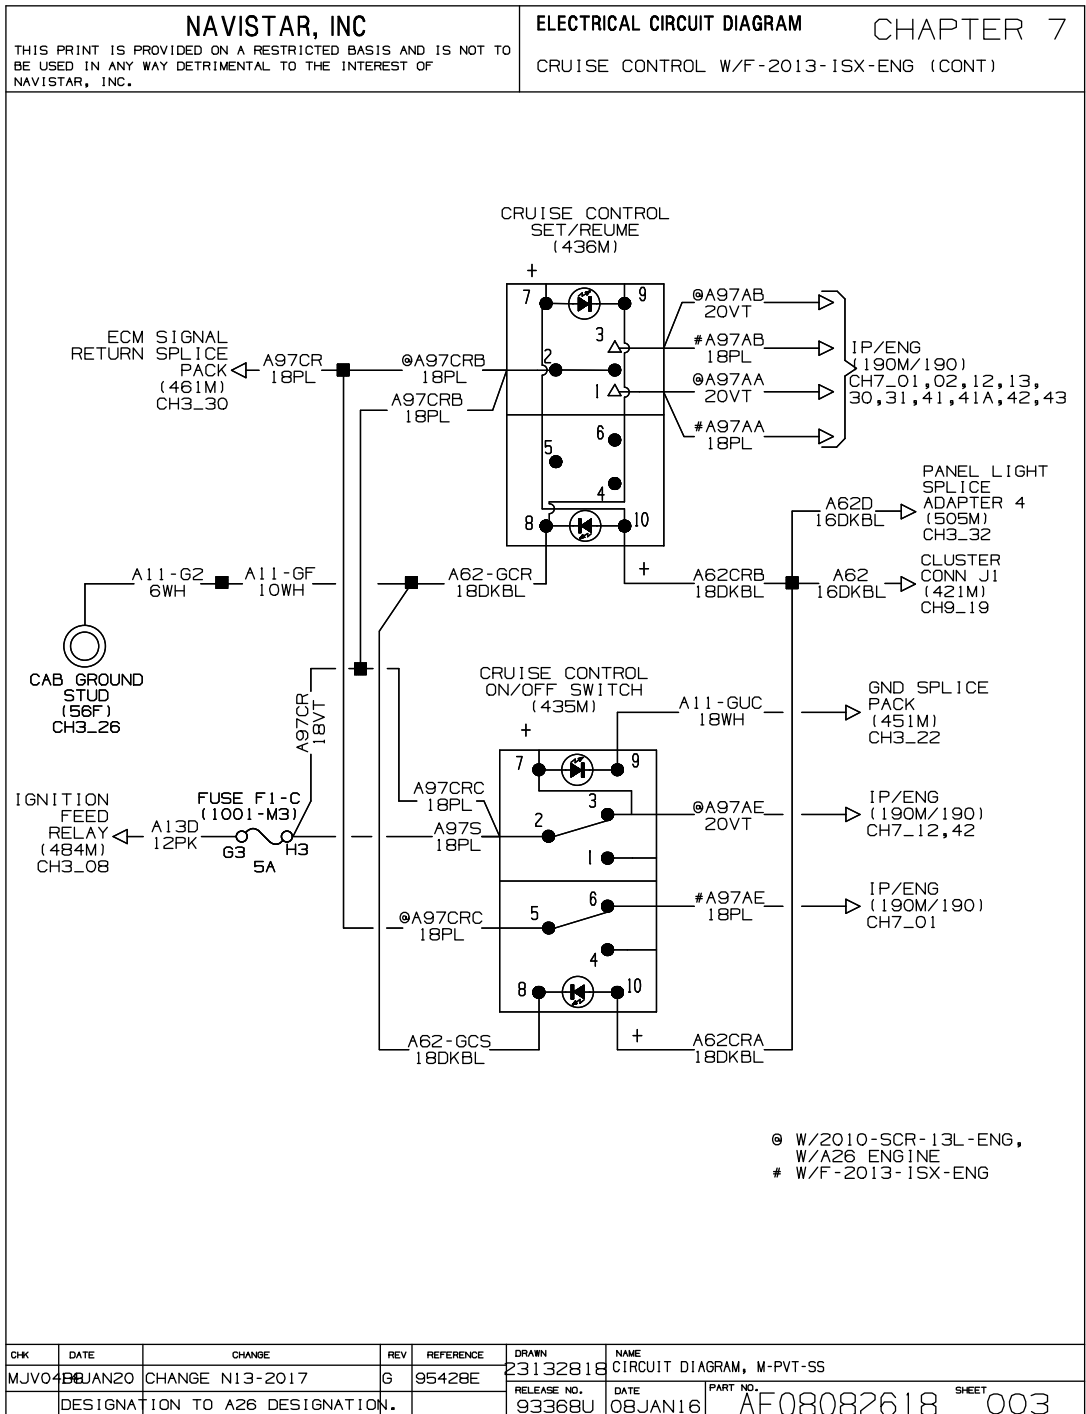 NAVISTAR, INC
THIS PRINT IS PROVIDED ON A RESTRICTED BASIS AND IS NOT TO
BE USED IN ANY WAY DETRIMENTAL TO THE INTEREST OF
NAVISTAR, INC.
ELECTRICAL CIRCUIT DIAGRAM
CHAPTER 7
CRUISE CONTROL W/F-2013-ISX-ENG (CONT)
CRUISE CONTROL
SET/REUME
(436M)
+
7
9
3
2
1
6
5
4
8
10
+
@A97AB
20VT
#A97AB
18PL
@A97AA
20VT
#A97AA
18PL
IP/ENG
(190M/190)
CH7_01,02,12,13,
30,31,41,41A,42,43
ECM SIGNAL
RETURN SPLICE
PACK
(461M)
CH3_30
A97CR
18PL
@A97CRB
18PL
A97CRB
18PL
PANEL LIGHT
SPLICE
ADAPTER 4
(505M)
CH3_32
A62D
16DKBL
CLUSTER
CONN J1
(421M)
CH9_19
A62
16DKBL
A62CRB
18DKBL
A11-G2
6WH
A11-GF
10WH
A62-GCR
18DKBL
CAB GROUND
STUD
(56F)
CH3_26
A97CR
18VT
CRUISE CONTROL
ON/OFF SWITCH
(435M)
+
7
9
3
2
1
6
5
4
8
10
+
A11-GUC
18WH
GND SPLICE
PACK
(451M)
CH3_22
IGNITION
FEED
RELAY
(484M)
CH3_08
A13D
12PK
FUSE F1-C
(1001-M3)
G3
H3
5A
A97CRC
18PL
A97S
18PL
@A97AE
20VT
IP/ENG
(190M/190)
CH7_12,42
@A97CRC
18PL
#A97AE
18PL
IP/ENG
(190M/190)
CH7_01
A62-GCS
18DKBL
A62CRA
18DKBL
@ W/2010-SCR-13L-ENG,
W/A26 ENGINE
# W/F-2013-ISX-ENG
CHK DATE CHANGE REV REFERENCE
JAN20 CHANGE N13-2017 G 95428E
DESIGNATION TO A26 DESIGNATION.
DRAWN
23132818
NAME
CIRCUIT DIAGRAM, M-PVT-SS
RELEASE NO.
93368U
DATE
08JAN16
PART NO.
AF08082618
SHEET
003